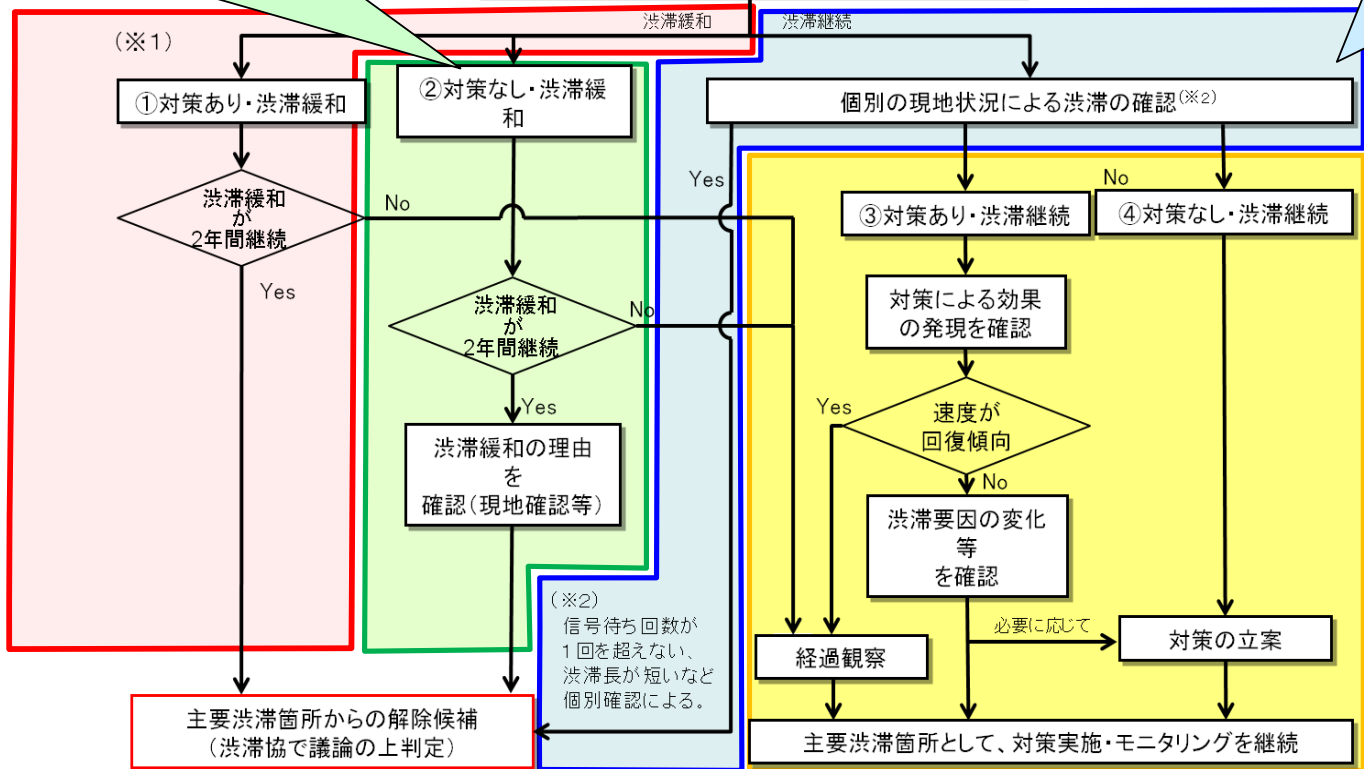 渋滞緩和
渋滞継続
(※1)
①対策あり・渋滞緩和
②対策なし・渋滞緩
和
個別の現地状況による渋滞の確認(※2)
渋滞緩和
が
2年間継続
No
Yes
Yes
No
③対策あり・渋滞継続
④対策なし・渋滞継続
渋滞緩和
が
2年間継続
No
Yes
対策による効果
の発現を確認
速度が
回復傾向
Yes
No
渋滞緩和の理由
を
確認(現地確認等)
渋滞要因の変化
等
を確認
(※2)
信号待ち回数が
1回を超えない、
渋滞長が短いなど
個別確認による。
必要に応じて
経過観察
対策の立案
主要渋滞箇所からの解除候補
(渋滞協で議論の上判定)
主要渋滞箇所として、対策実施・モニタリングを継続